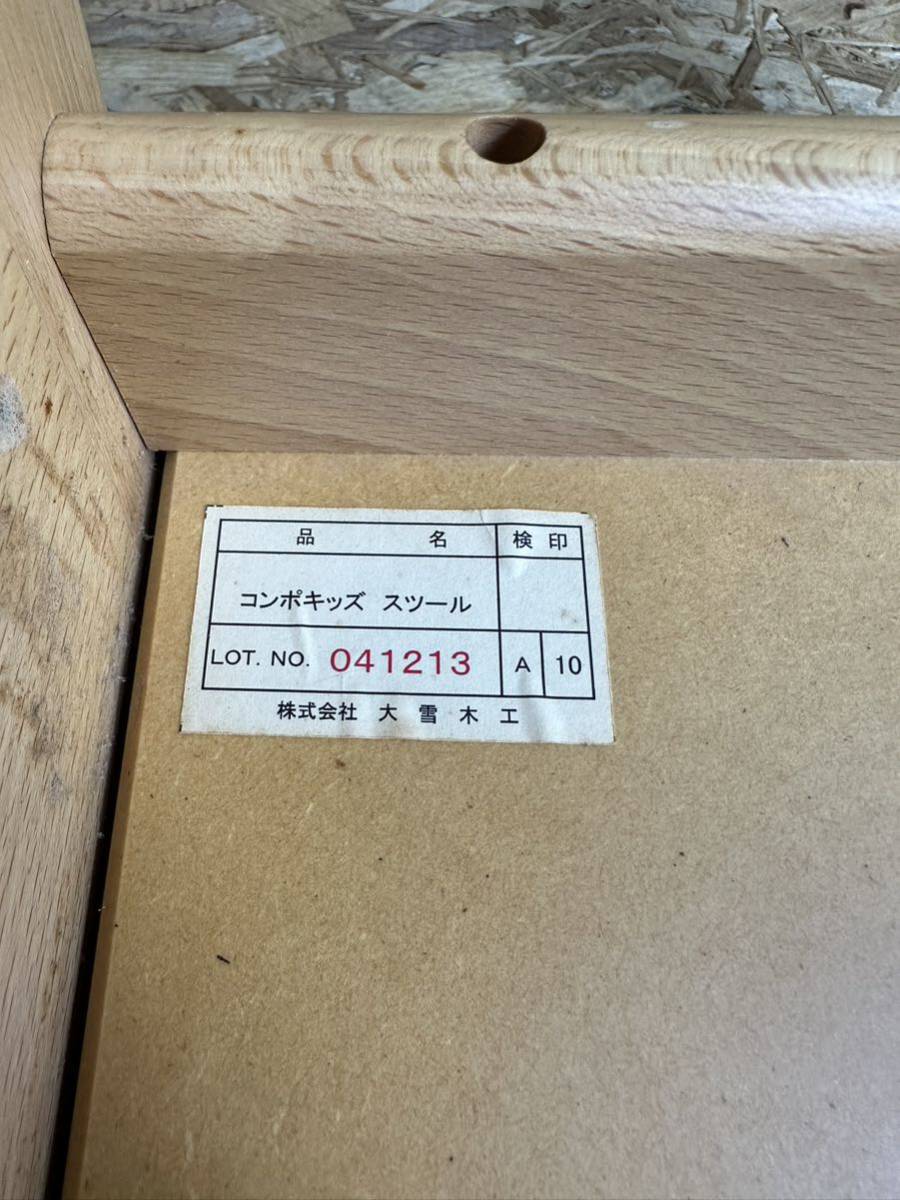 品 名 検 印
コンポキッズ スツール
LOT. NO. 041213 A 10
株式会社 大 雪 木 工